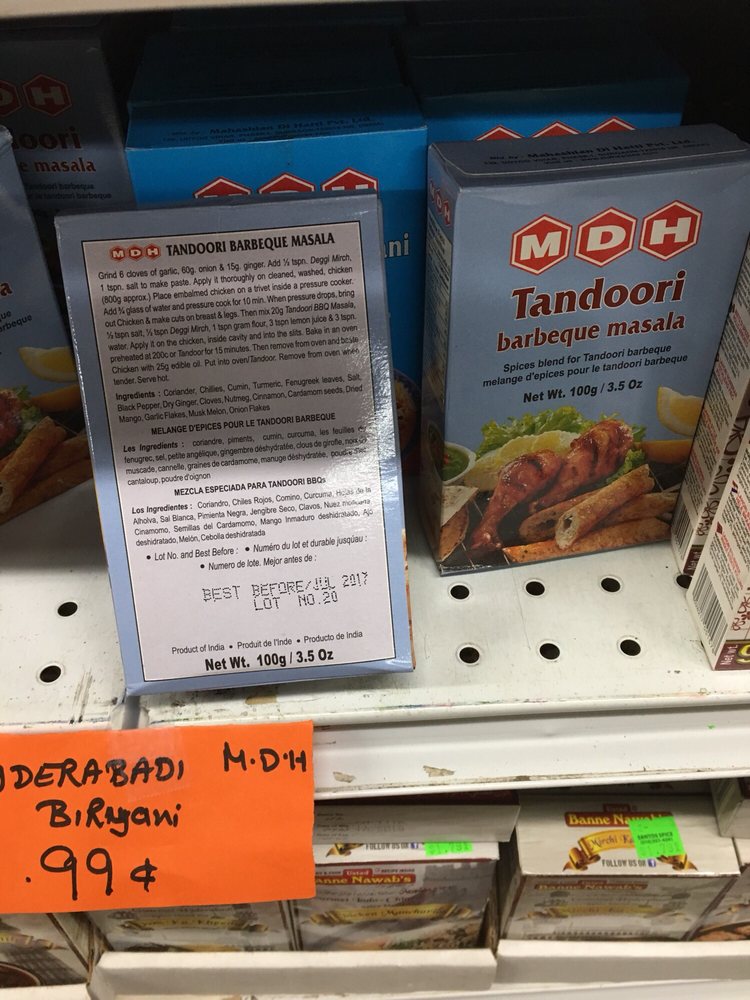 DH
oori
e masala
MDH TANDOORI BARBEQUE MASALA
Grind 6 cloves of garlic, 60g. onion & 15g. ginger. Add ½ tspn. Deggi Mirch,
1 tspn. salt to make paste. Apply it thoroughly on cleaned, washed, chicken
(800g approx.) Place embalmed chicken on a trivet inside a pressure cooker.
Add ¾ glass of water and pressure cook for 10 min. When pressure drops, bring
out Chicken & make cuts on breast & legs. Then mix 20g Tandoori BBQ Masala,
½ tspn salt, ½ tspn Deggi Mirch, 1 tspn gram flour, 3 tspn lemon juice & 3 tspn.
water. Apply it on the chicken, inside cavity and into the slits. Bake in an oven
preheated at 200c or Tandoor for 15 minutes. Then remove from oven and baste
Chicken with 25g edible oil. Put into oven/Tandoor. Remove from oven when
tender. Serve hot.
Ingredients : Coriander, Chillies, Cumin, Turmeric, Fenugreek leaves, Salt,
Black Pepper, Dry Ginger, Cloves, Nutmeg, Cinnamon, Cardamom seeds, Dried
Mango, Garlic Flakes, Musk Melon, Onion Flakes
MELANGE D'EPICES POUR LE TANDOORI BARBEQUE
Les Ingredients : coriandre, piments, cumin, curcuma, les feuilles de
fenugrec, sel, petite angélique, gingembre déshydratée, clous de girofle, noix
muscade, cannelle, graines de cardamome, mangue déshydratée, poudre d'ail
cantaloup, poudre d'oignon
MEZCLA ESPECIADA PARA TANDOORI BBQs
Los Ingredientes : Coriandro, Chiles Rojos, Comino, Curcuma, Hojas de la
Alholva, Sal Blanca, Pimienta Negra, Jengibre Seco, Clavos, Nuez moscada,
Cinamomo, Semillas del Cardamomo, Mango Inmaduro deshidratado, Ajo
deshidratado, Melón, Cebolla deshidratada
• Lot No. and Best Before : • Numéro du lot et durable jusqúau :
• Numero de lote. Mejor antes de :
BEST BEFORE/JUL 2017
LOT NO.20
Product of India • Produit de l'Inde • Producto de India
Net Wt. 100g / 3.5 Oz
MDH
ni
MDH
Tandoori
barbeque masala
Spices blend for Tandoori barbeque
melange d'epices pour le tandoori barbeque
Net Wt. 100g / 3.5 Oz
DERABADI M.D.H
BiRyani
.99¢
FOLLOW US ON
Ustad
Banne Nawab's
Banne Nawab's
FOLLOW US ON